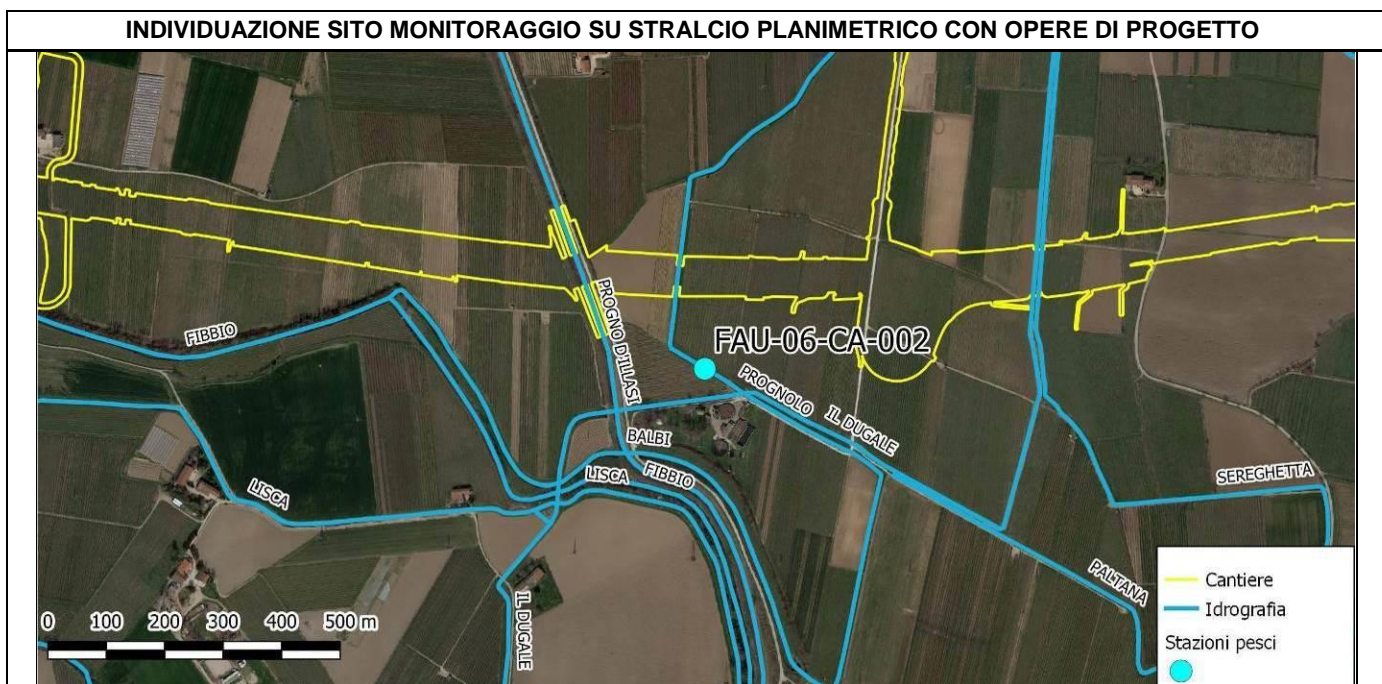 INDIVIDUAZIONE SITO MONITORAGGIO SU STRALCIO PLANIMETRICO CON OPERE DI PROGETTO
PROGNO D'ILLASI
FIBBIO
FAU-06-CA-002
PROGNOLO
IL DUGALE
BALBI
FIBBIO
LISCA
LISCA
SEREGHETTA
PALTANA
IL DUGALE
0 100 200 300 400 500 m
Cantiere
Idrografia
Stazioni pesci